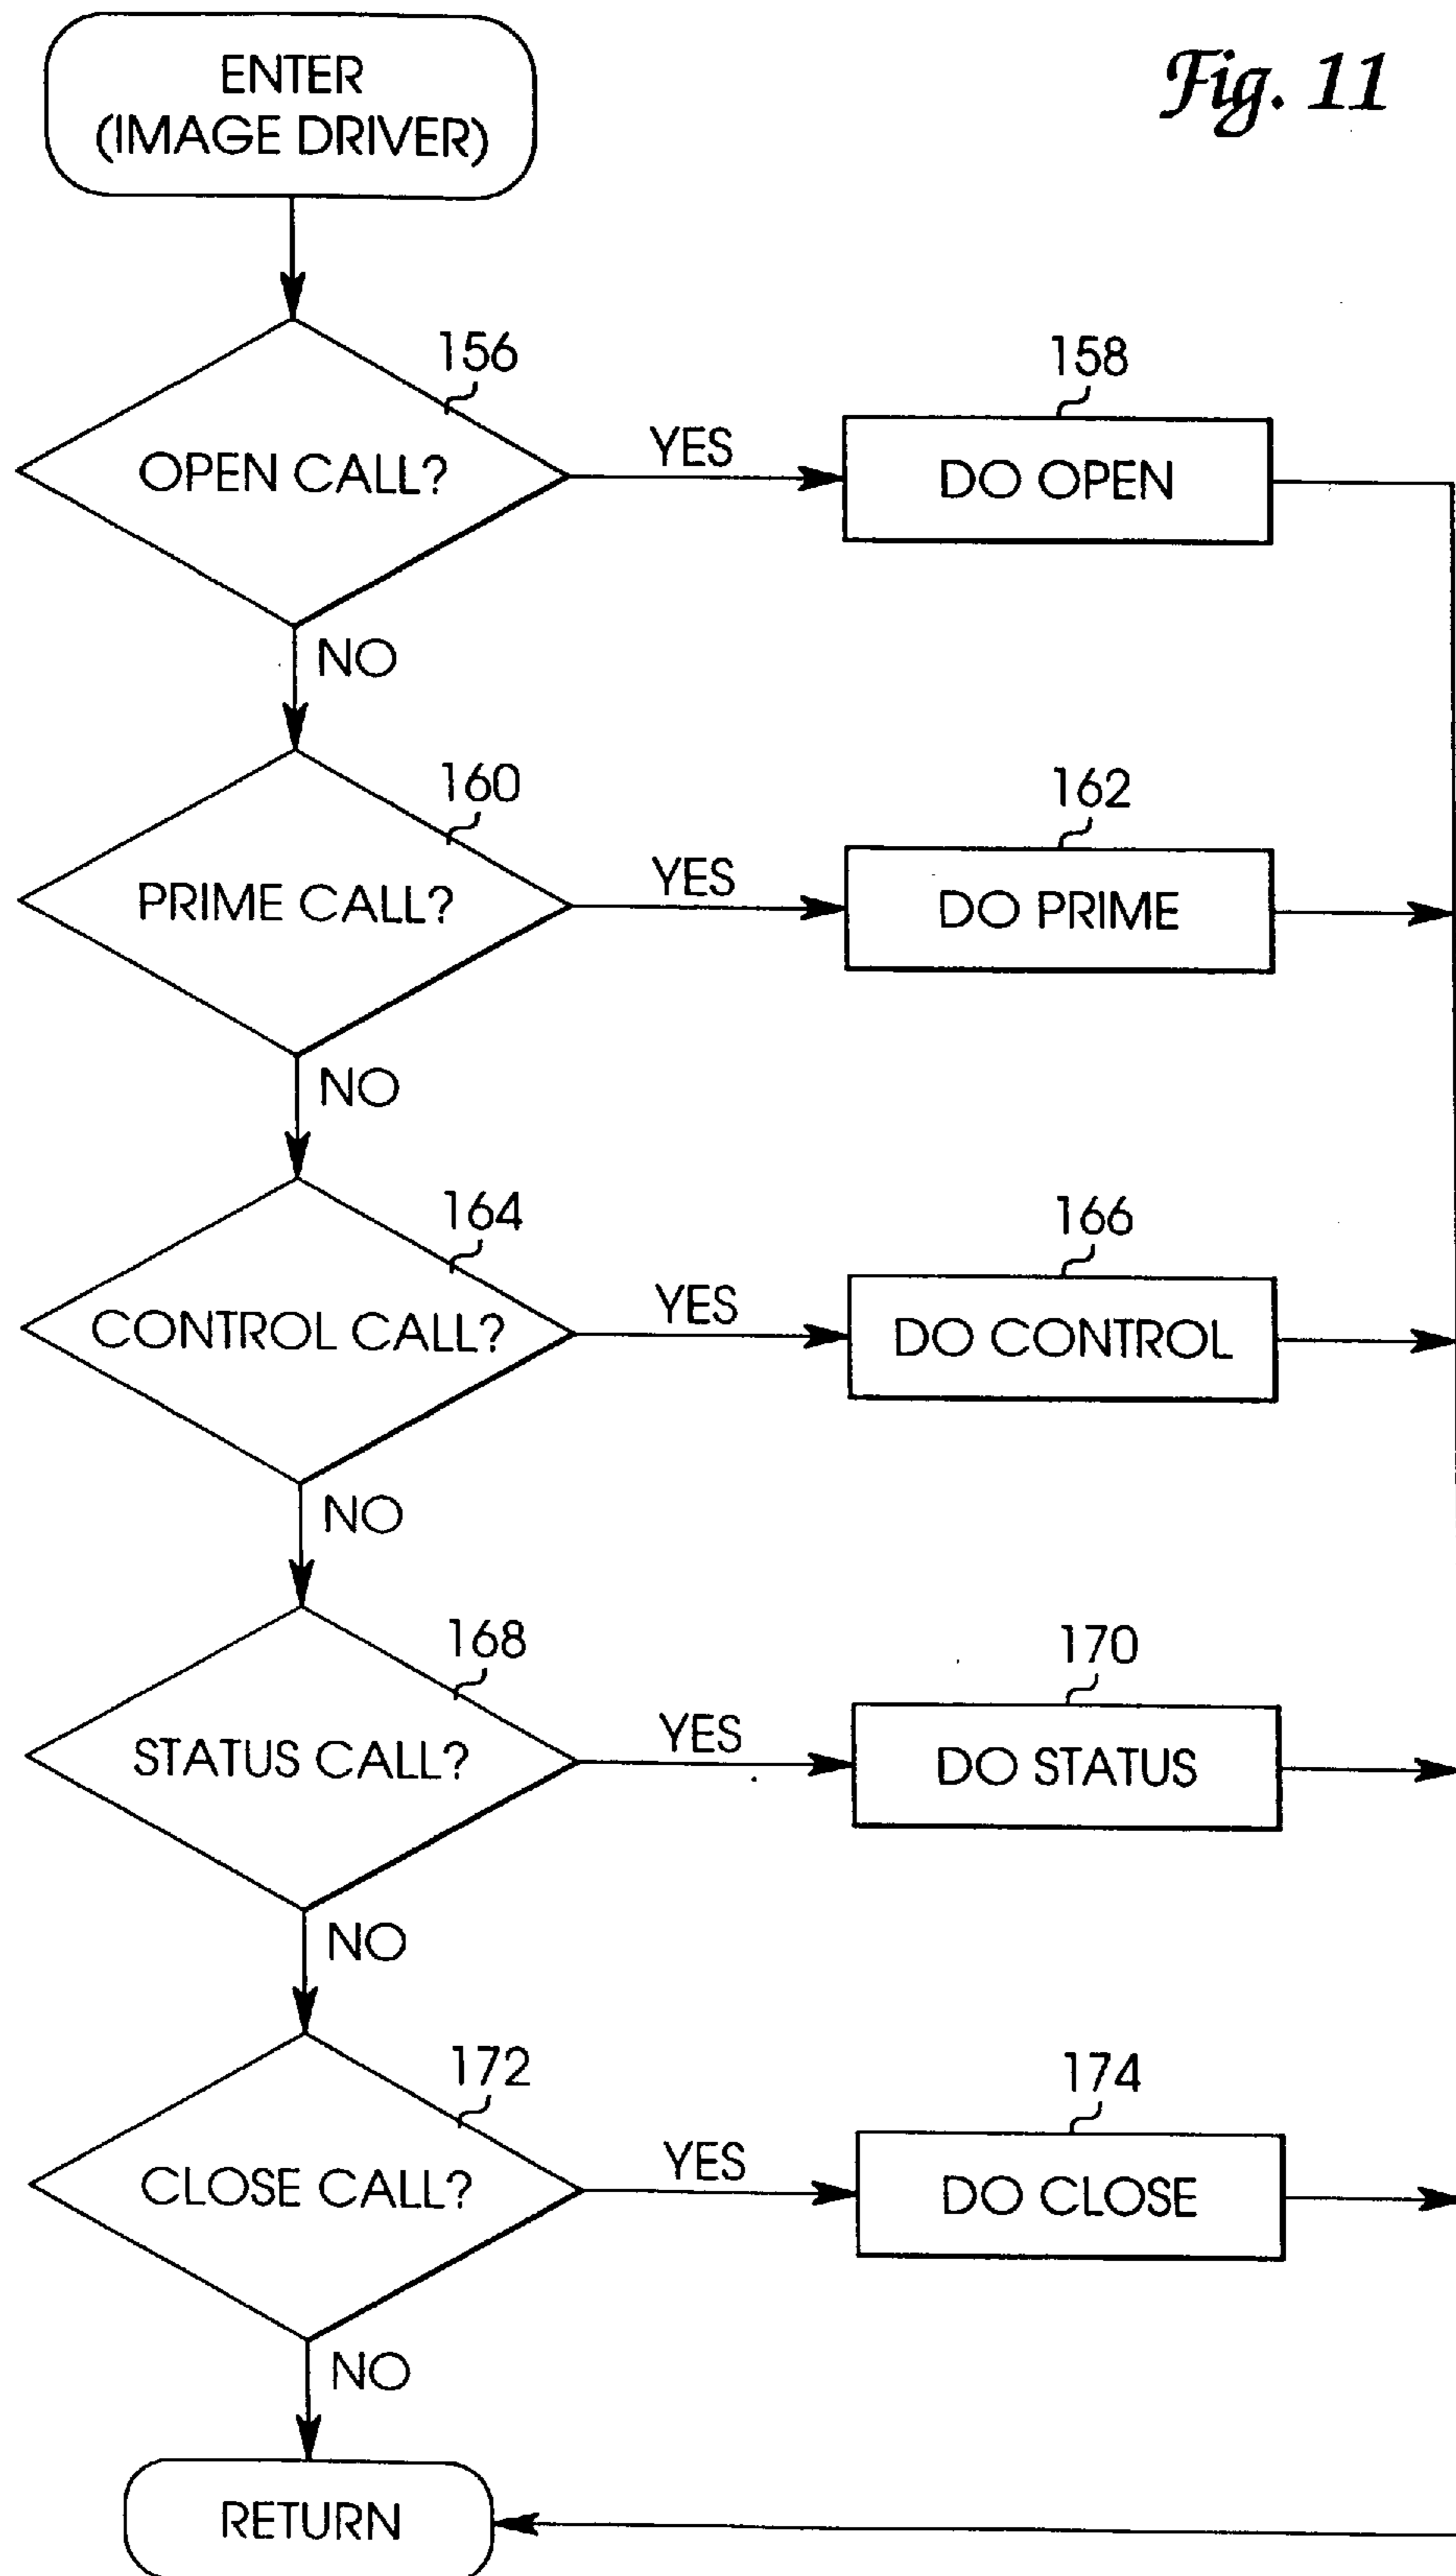 Fig. 11
ENTER
(IMAGE DRIVER)
156
158
OPEN CALL?
YES
DO OPEN
NO
160
162
PRIME CALL?
YES
DO PRIME
NO
164
166
CONTROL CALL?
YES
DO CONTROL
NO
168
170
STATUS CALL?
YES
DO STATUS
NO
172
174
CLOSE CALL?
YES
DO CLOSE
NO
RETURN